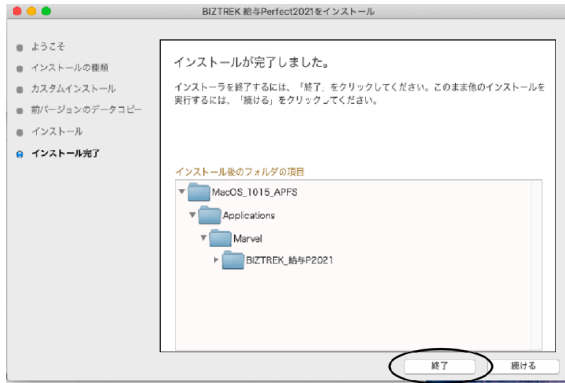 BIZTREK 給与Perfect2021をインストール
ようこそ
インストールの種類
カスタムインストール
前バージョンのデータコピー
インストール
インストール完了
インストールが完了しました。
インストーラを終了するには、「終了」をクリックしてください。このまま他のインストールを
実行するには、「続ける」をクリックしてください。
インストール後のフォルダの項目
MacOS_1015_APFS
Applications
Marvel
BIZTREK_給与P2021
終了
続ける